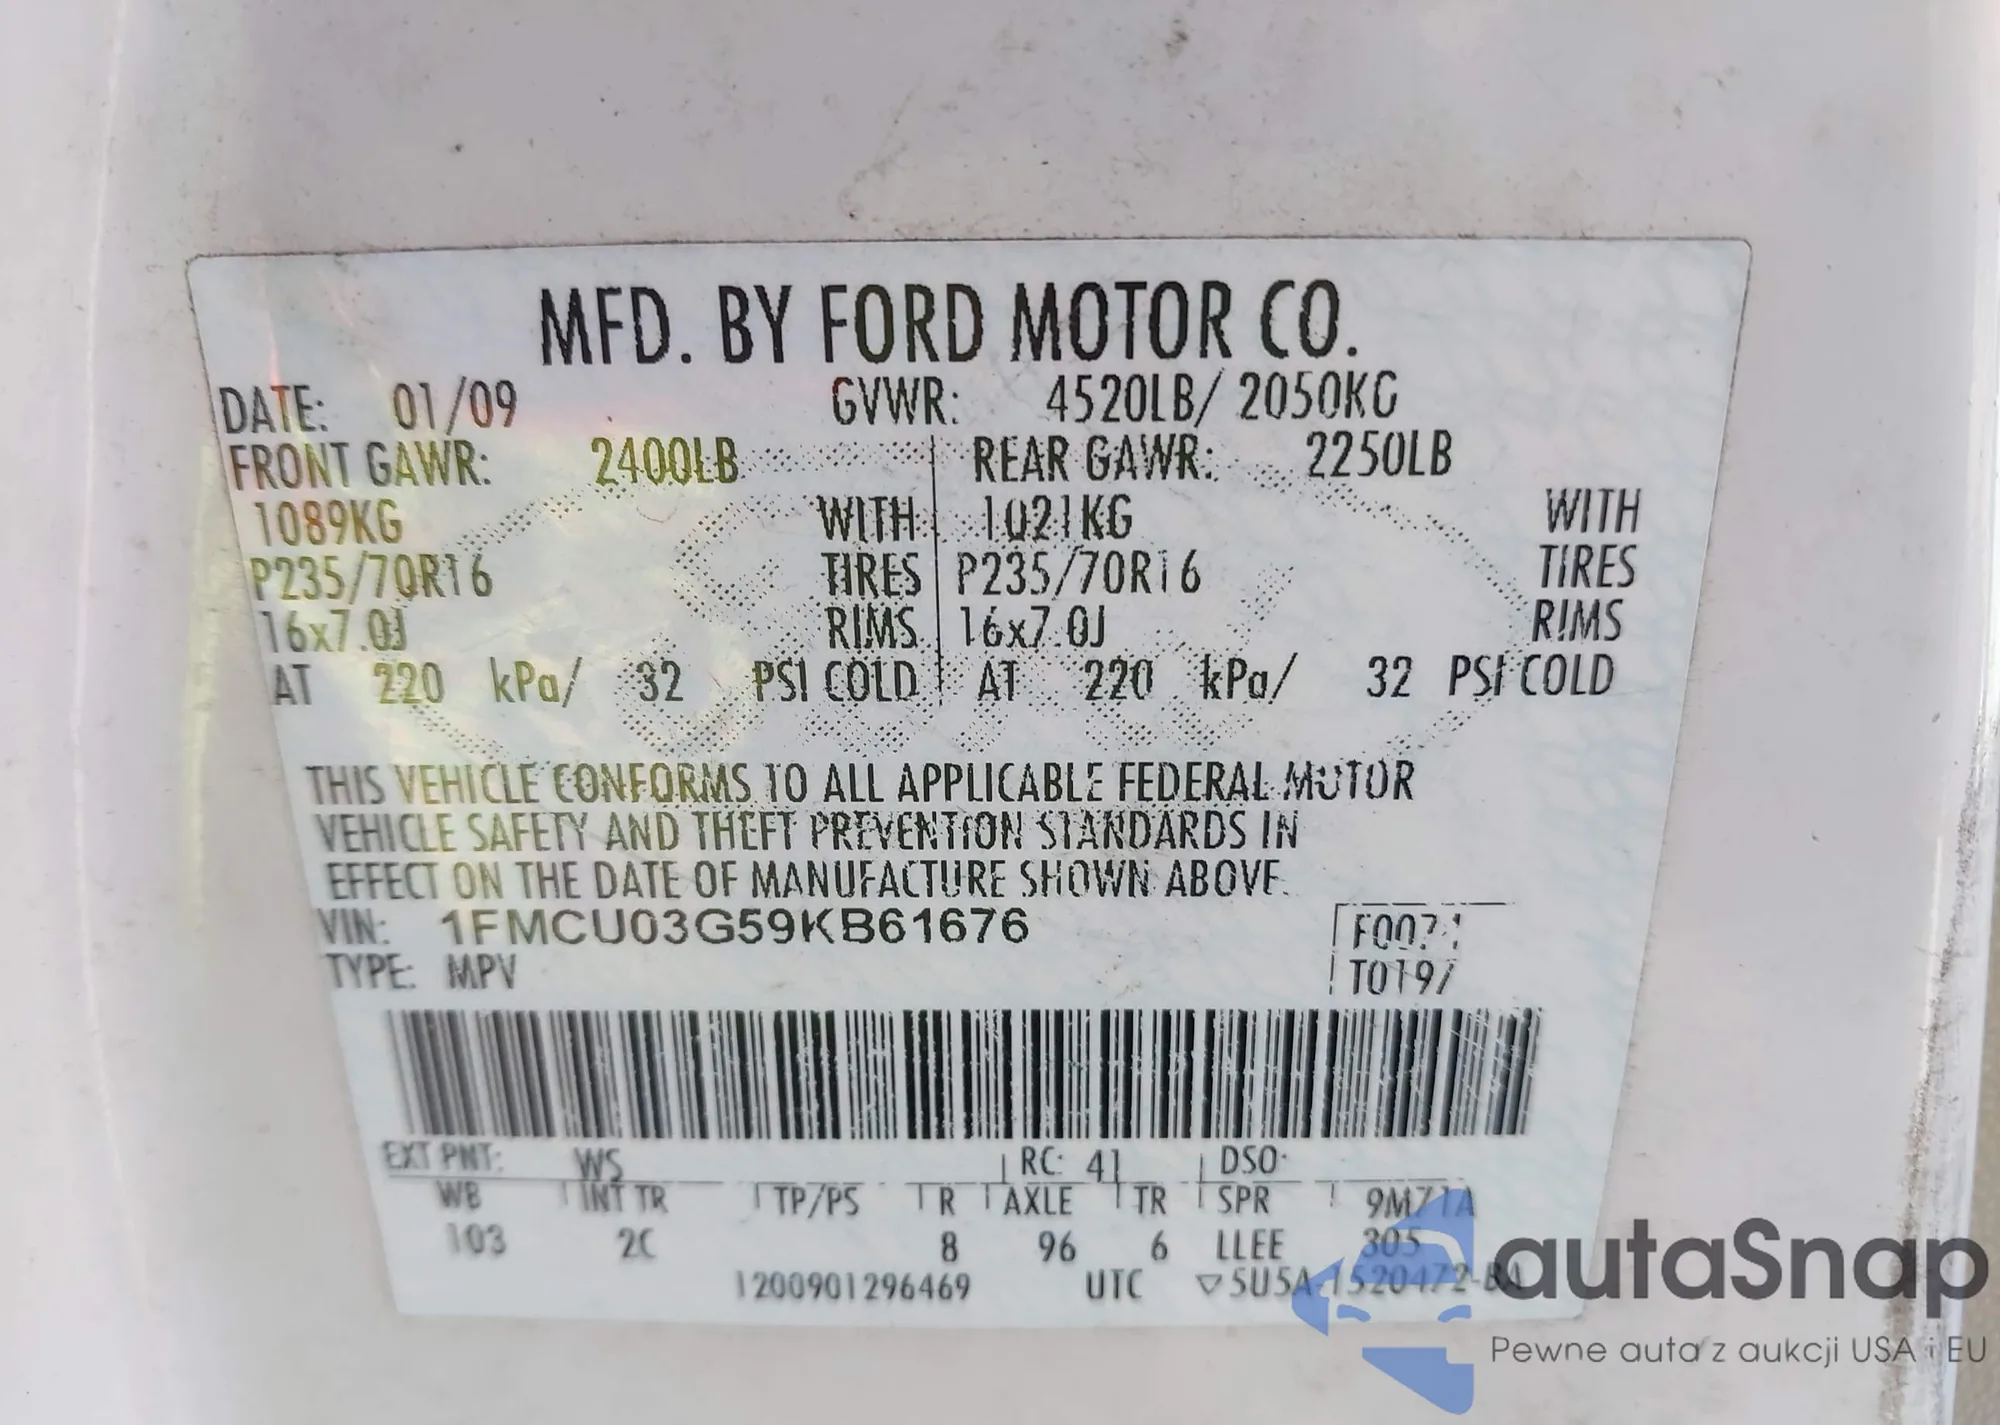 MFD. BY FORD MOTOR CO.
DATE: 01/09 GVWR: 4520LB/ 2050KG
FRONT GAWR: 2400LB REAR GAWR: 2250LB
1089KG WITH 1021KG WITH
P235/70R16 TIRES P235/70R16 TIRES
16x7.0J RIMS 16x7.0J RIMS
AT 220 kPa/ 32 PSI COLD AT 220 kPa/ 32 PSI COLD
THIS VEHICLE CONFORMS TO ALL APPLICABLE FEDERAL MOTOR
VEHICLE SAFETY AND THEFT PREVENTION STANDARDS IN
EFFECT ON THE DATE OF MANUFACTURE SHOWN ABOVE.
VIN: 1FMCU03G59KB61676
TYPE: MPV
EXT PNT: WS RC: 41 DSO:
WB INT TR TP/PS R AXLE TR SPR 9M71A
103 2C 8 96 6 LLEE 305
1200901296469 UTC ▽5U5A-1520472-BA
autaSnap
Pewne auta z aukcji USA i EU